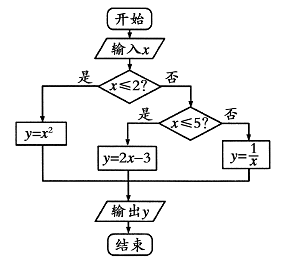 开始
输入x
x≤2?
是
否
y=x²
x≤5?
是
否
y=2x-3
y=1/x
输出y
结束